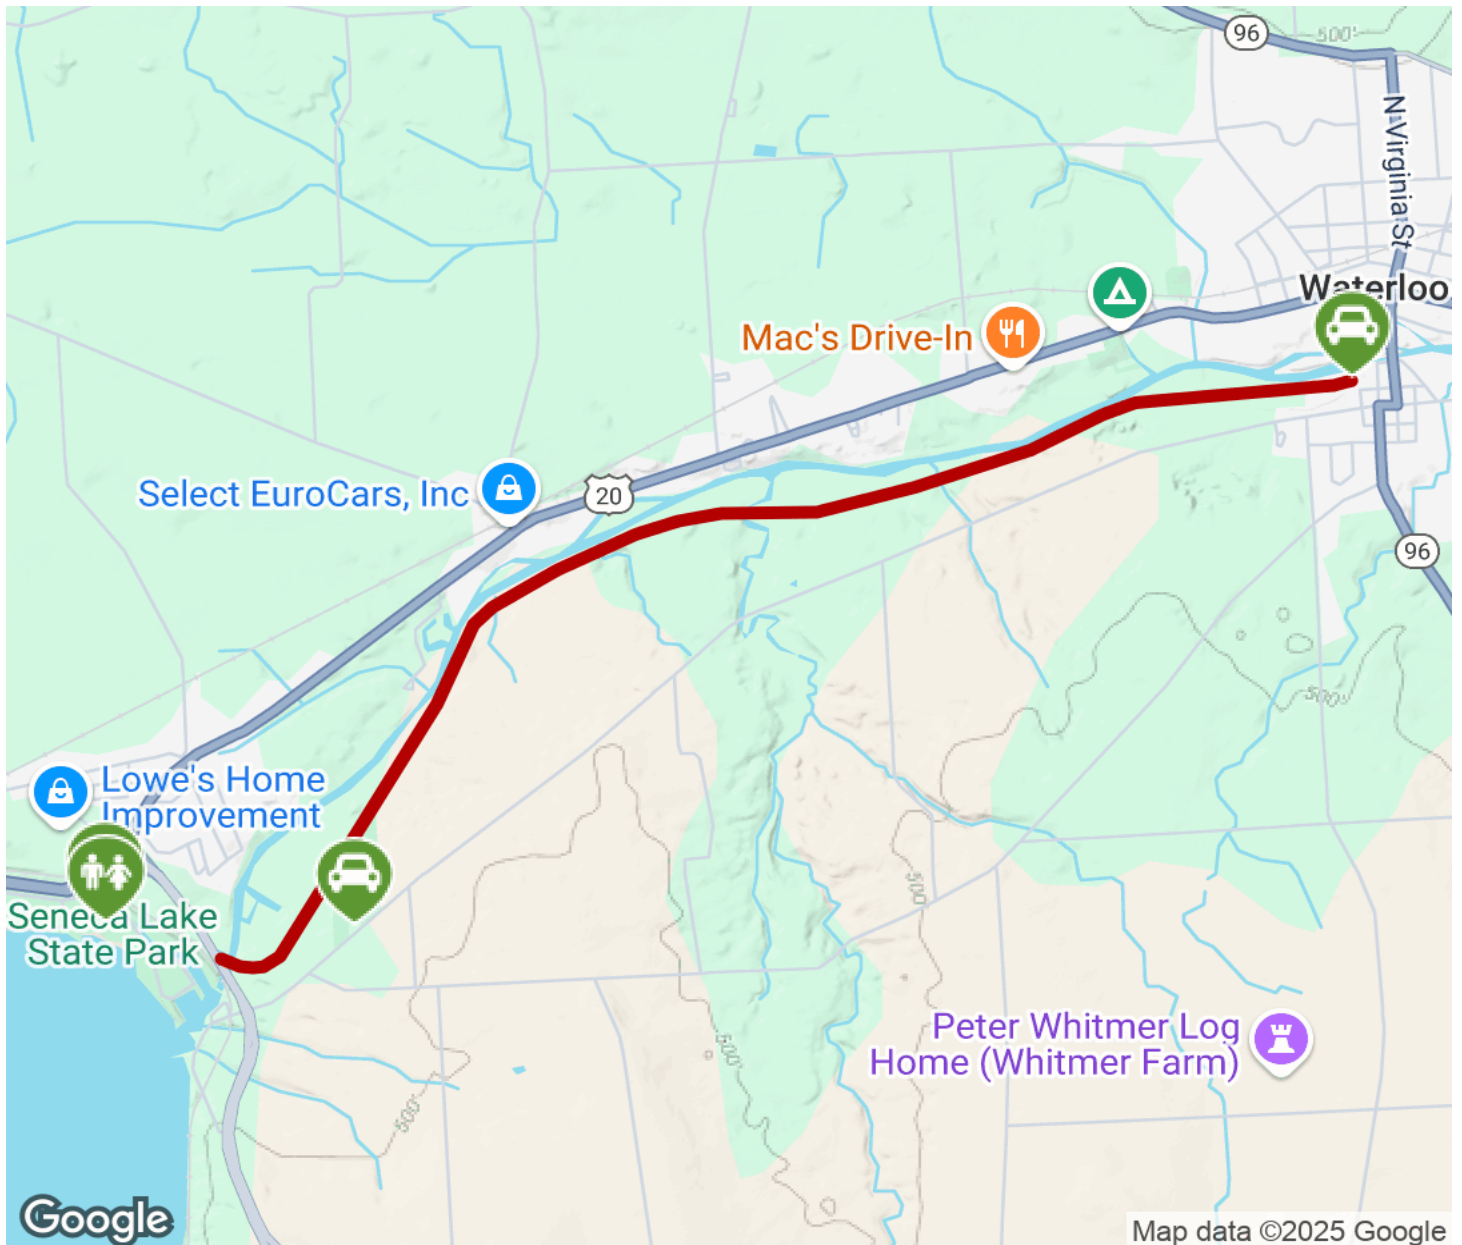 96
500'
N Virginia St
Waterloo
Mac's Drive-In
Select EuroCars, Inc
20
96
500'
Lowe's Home
Improvement
500'
Seneca Lake
State Park
Peter Whitmer Log
Home (Whitmer Farm)
500'
500'
Google
Map data ©2025 Google